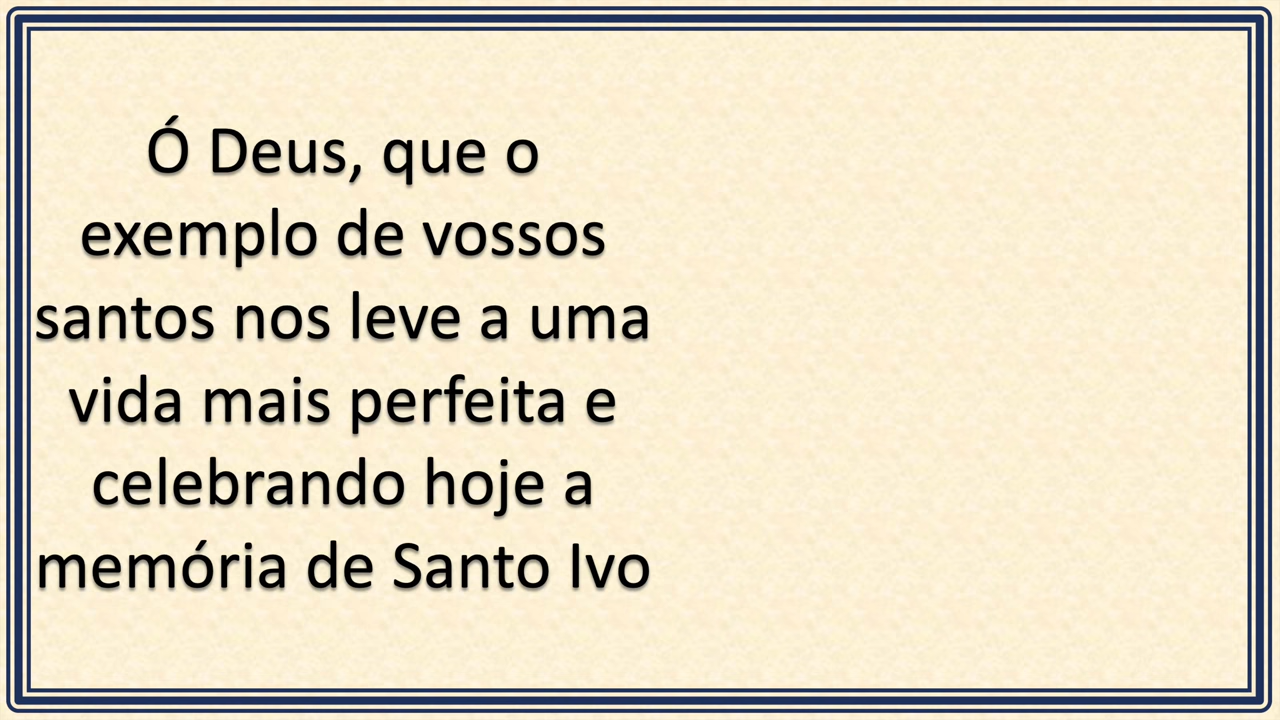 Ó Deus, que o
exemplo de vossos
santos nos leve a uma
vida mais perfeita e
celebrando hoje a
memória de Santo Ivo